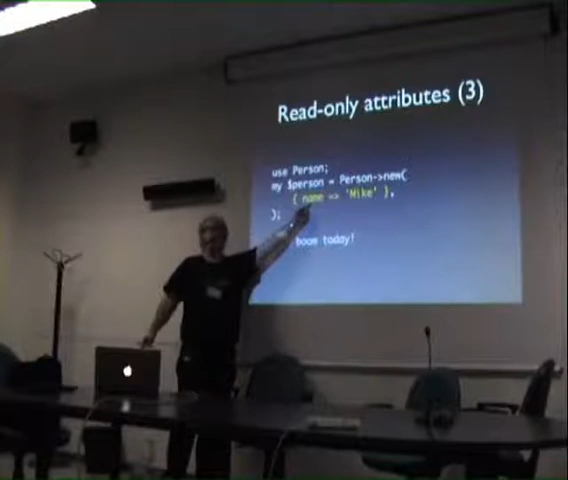 Read-only attributes (3)
use Person;
my $person = Person->new(
{ name => 'Mike' },
);
boom today!